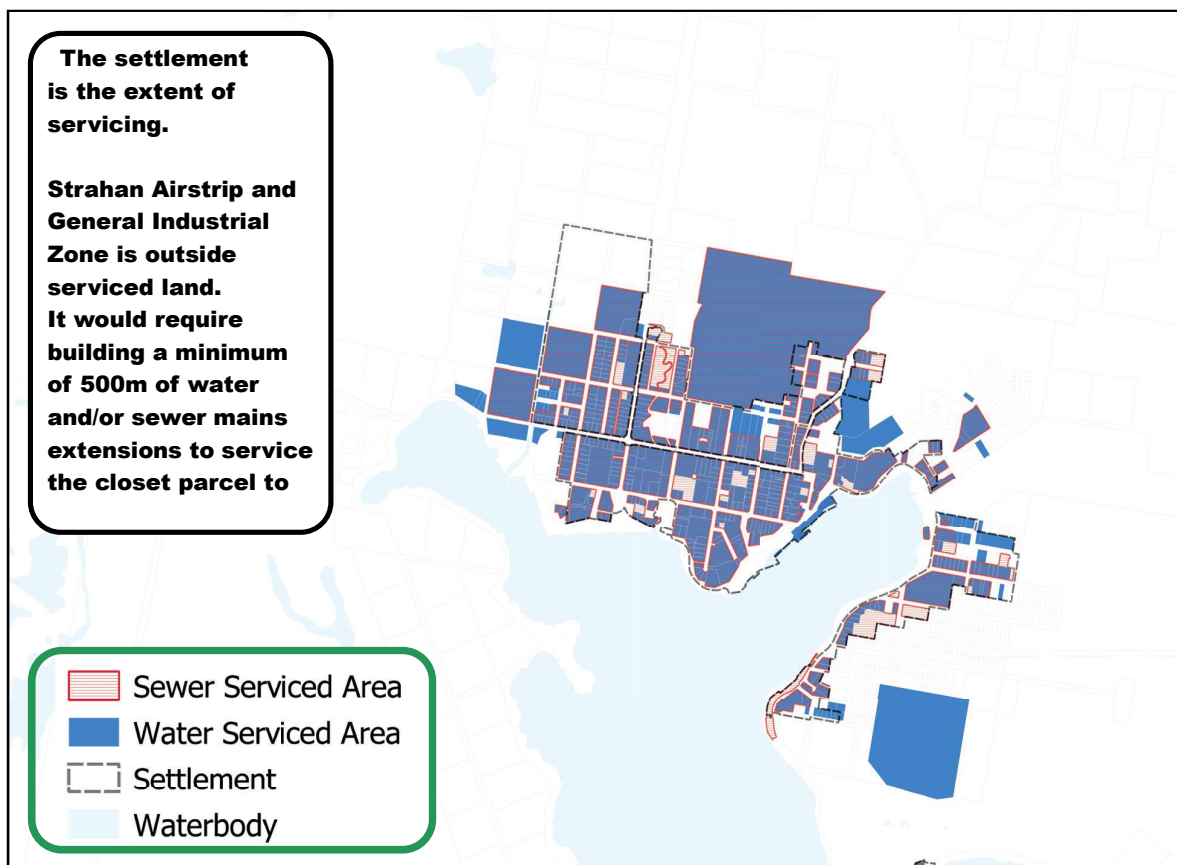 The settlement
is the extent of
servicing.
Strahan Airstrip and
General Industrial
Zone is outside
serviced land.
It would require
building a minimum
of 500m of water
and/or sewer mains
extensions to service
the closet parcel to
Sewer Serviced Area
Water Serviced Area
Settlement
Waterbody